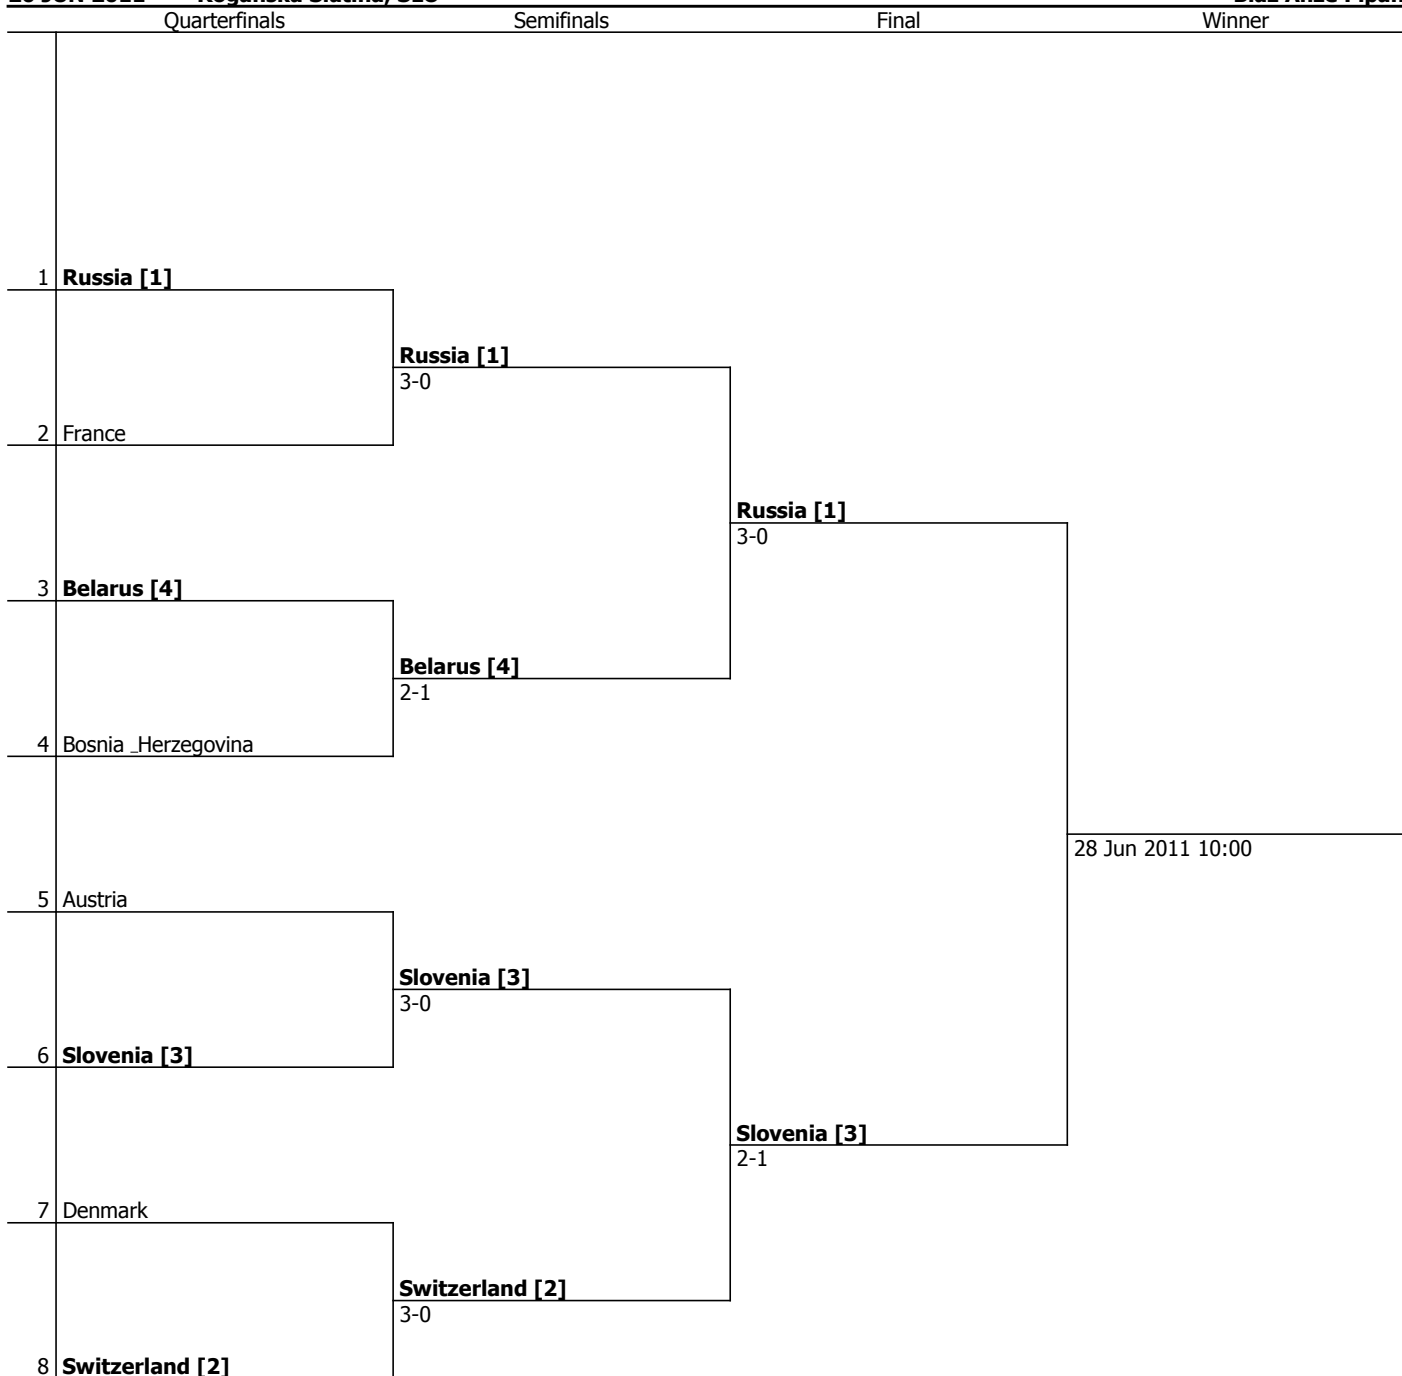 Quarterfinals Semifinals Final Winner
1 Russia [1]
Russia [1]
3-0
2 France
Russia [1]
3-0
3 Belarus [4]
Belarus [4]
2-1
4 Bosnia _Herzegovina
28 Jun 2011 10:00
5 Austria
Slovenia [3]
3-0
6 Slovenia [3]
Slovenia [3]
2-1
7 Denmark
Switzerland [2]
3-0
8 Switzerland [2]